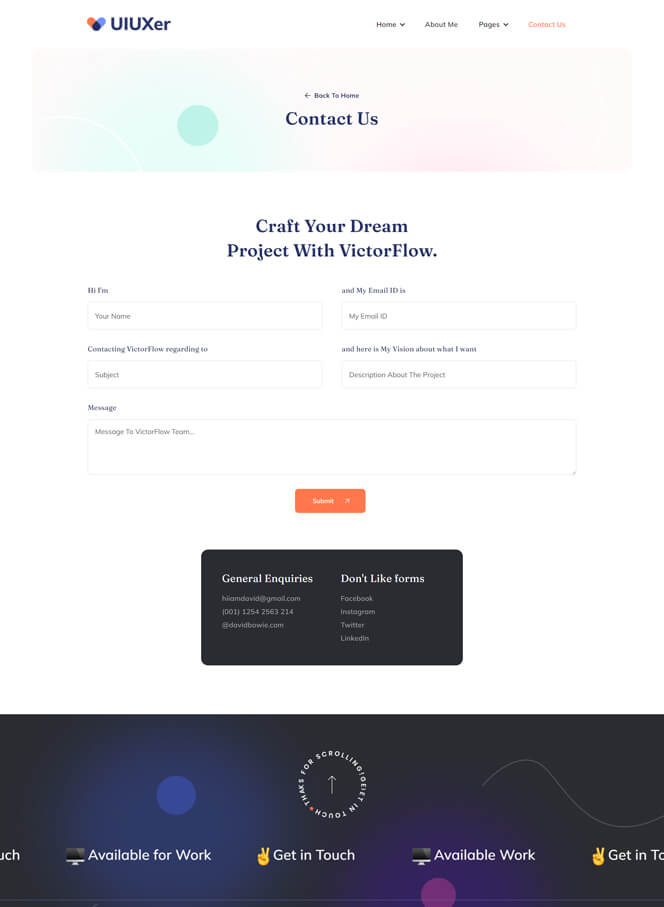 UIUXer
Home
About Me
Pages
Contact Us
Back To Home
Contact Us
Craft Your Dream
Project With VictorFlow.
Hi I'm
and My Email ID is
Your Name
My Email ID
Contacting VictorFlow regarding to
and here is My Vision about what I want
Subject
Description About The Project
Message
Message To VictorFlow Team...
Submit
General Enquiries
Don't Like forms
hiiamdavid@gmail.com
Facebook
(001) 1254 2563 214
Instagram
@davidbowie.com
Twitter
LinkedIn
THAKS FOR SCROLLING!GE!ET IN TOUCH
uch
Available for Work
✌Get in Touch
Available Work
✌Get in To